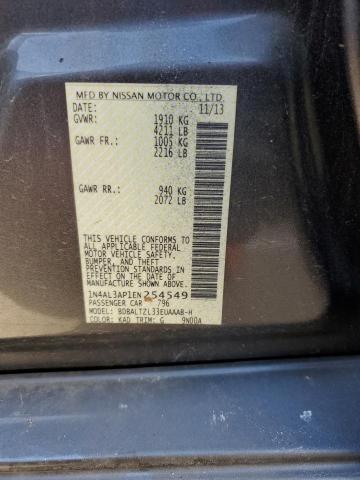 MFD BY NISSAN MOTOR CO., LTD.
DATE: 11/13
GVWR: 1910 KG
4211 LB
GAWR FR.: 1005 KG
2216 LB
GAWR RR.: 940 KG
2072 LB
THIS VEHICLE CONFORMS TO
ALL APPLICABLE FEDERAL
MOTOR VEHICLE SAFETY,
BUMPER, AND THEFT
PREVENTION STANDARDS IN
EFFECT ON THE DATE OF
MANUFACTURE SHOWN ABOVE.
1N4AL3AP1EN254549
PASSENGER CAR 796
MODEL: BDBALTZL33EUAAAB-H
COLOR: KAD TRIM: G 9N00A